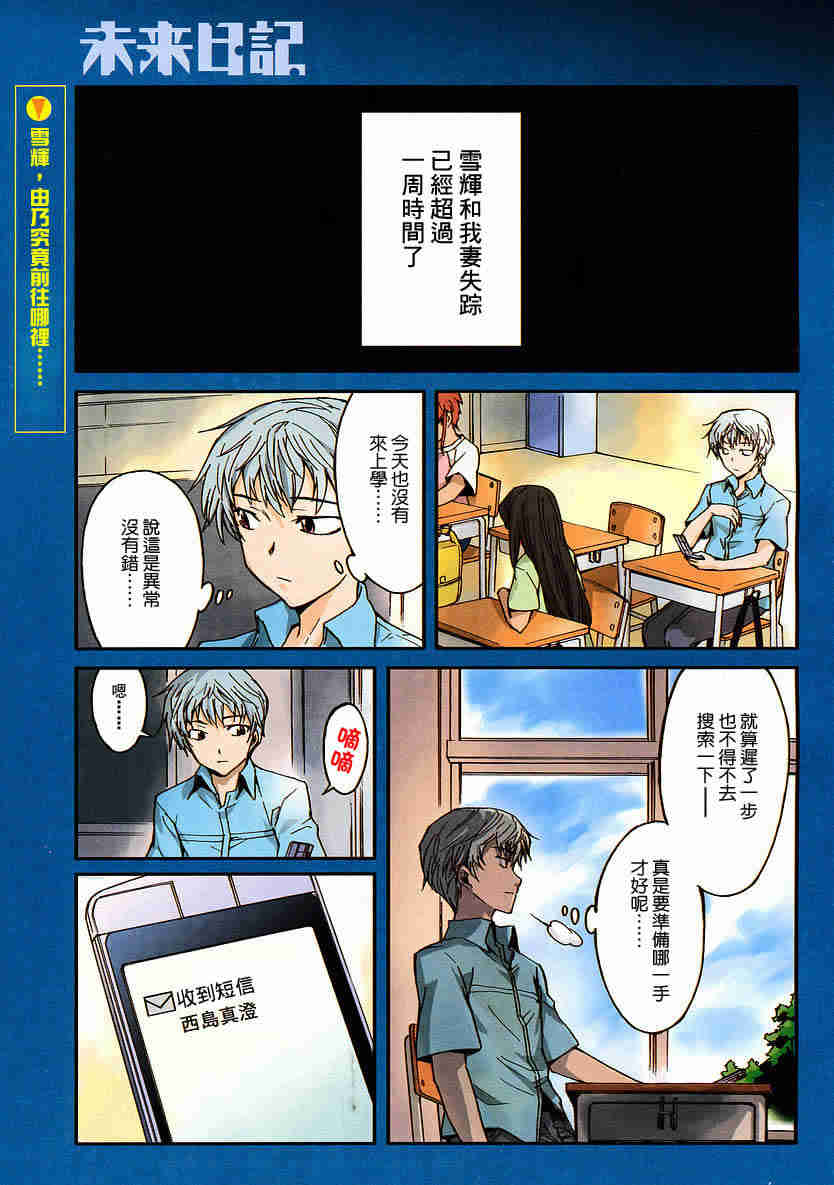 未来日記
雪輝，由乃究竟前往哪裡……
雪輝和我妻失踪
已經超過
一周時間了
今天也沒有
來上學……
說這是異常
沒有錯……
就算遲了一步
也不得不去
搜索一下——
真是要準備哪一手
才好呢……
嘀
嘀
嗯……
收到短信
西島真澄